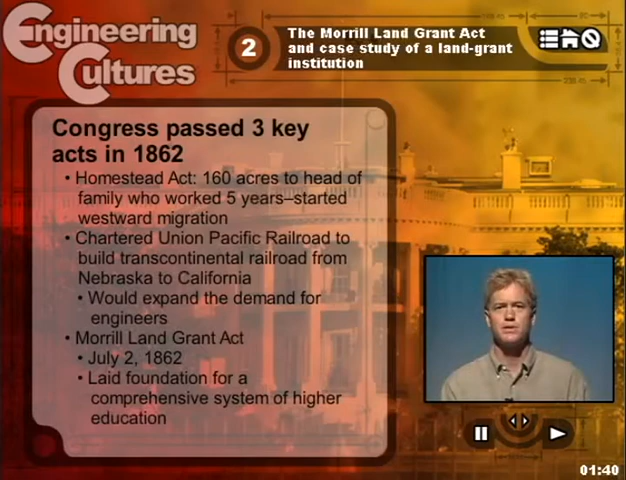 Engineering
Cultures
2
The Morrill Land Grant Act
and case study of a land-grant
institution
Congress passed 3 key
acts in 1862
• Homestead Act: 160 acres to head of
family who worked 5 years–started
westward migration
• Chartered Union Pacific Railroad to
build transcontinental railroad from
Nebraska to California
• Would expand the demand for
engineers
• Morrill Land Grant Act
• July 2, 1862
• Laid foundation for a
comprehensive system of higher
education
01:40